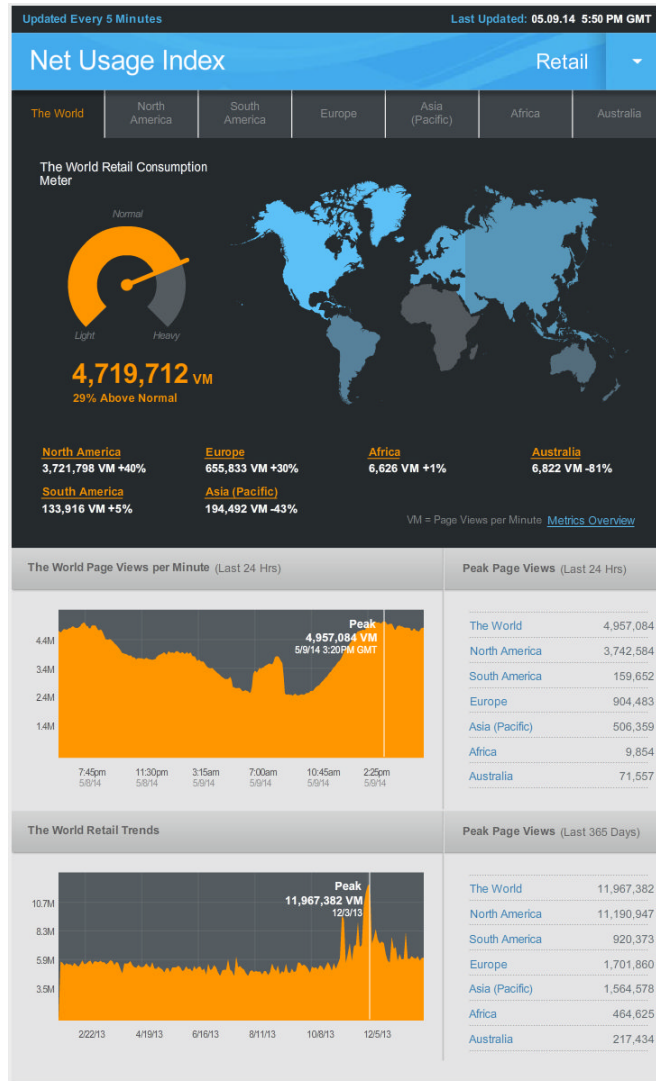 Updated Every 5 Minutes
Last Updated: 05.09.14 5:50 PM GMT
Net Usage Index
Retail
The World
North
America
South
America
Europe
Asia
(Pacific)
Africa
Australia
The World Retail Consumption
Meter
Normal
Light
Heavy
4,719,712 VM
29% Above Normal
North America
3,721,798 VM +40%
Europe
655,833 VM +30%
Africa
6,626 VM +1%
Australia
6,822 VM -81%
South America
133,916 VM +5%
Asia (Pacific)
194,492 VM -43%
VM = Page Views per Minute Metrics Overview
The World Page Views per Minute (Last 24 Hrs)
Peak
4,957,084 VM
5/9/14 3:20PM GMT
4.4M
3.4M
2.4M
1.4M
7:45pm 11:30pm 3:15am 7:00am 10:45am 2:25pm
5/8/14 5/8/14 5/9/14 5/9/14 5/9/14 5/9/14
Peak Page Views (Last 24 Hrs)
The World 4,957,084
North America 3,742,584
South America 159,652
Europe 904,483
Asia (Pacific) 506,359
Africa 9,854
Australia 71,557
The World Retail Trends
Peak
11,967,382 VM
12/3/13
10.7M
8.3M
5.9M
3.5M
2/22/13 4/19/13 6/16/13 8/11/13 10/8/13 12/5/13
Peak Page Views (Last 365 Days)
The World 11,967,382
North America 11,190,947
South America 920,373
Europe 1,701,860
Asia (Pacific) 1,564,578
Africa 464,625
Australia 217,434